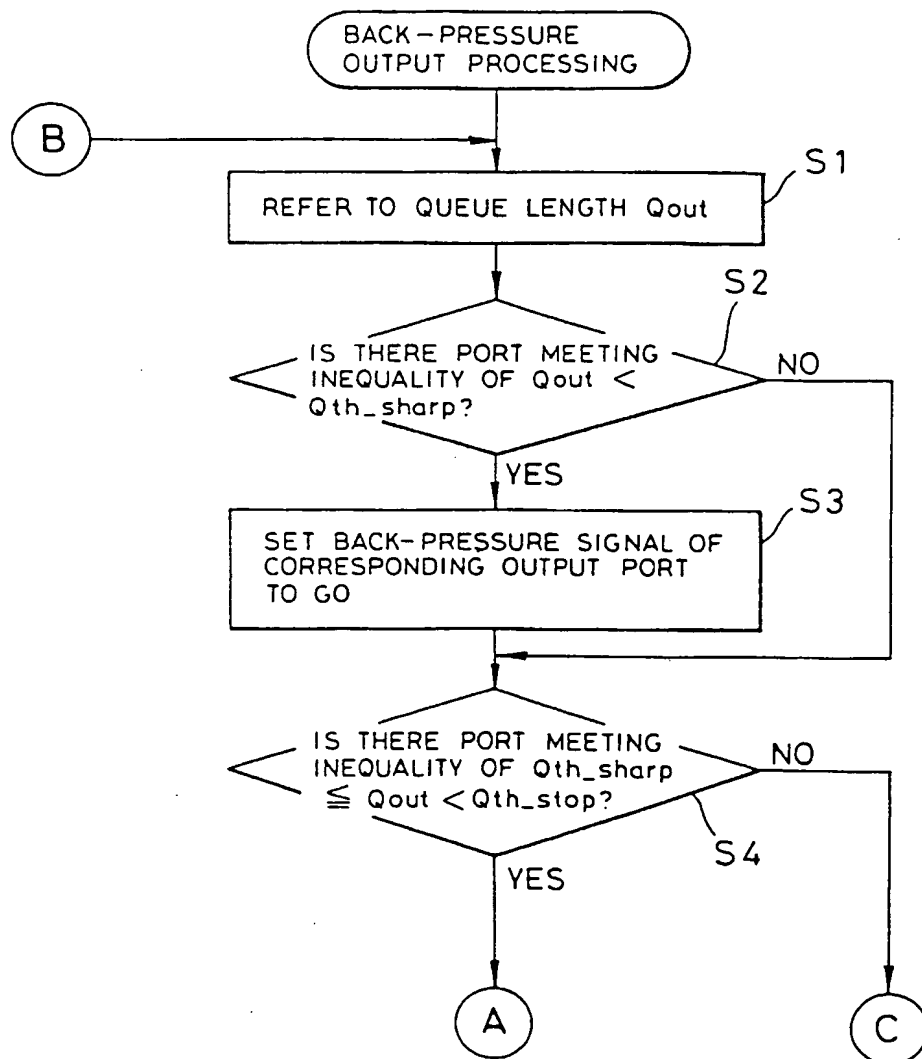 BACK-PRESSURE
OUTPUT PROCESSING
B
S1
REFER TO QUEUE LENGTH Qout
S2
IS THERE PORT MEETING
INEQUALITY OF Qout <
Qth_sharp?
NO
YES
S3
SET BACK-PRESSURE SIGNAL OF
CORRESPONDING OUTPUT PORT
TO GO
IS THERE PORT MEETING
INEQUALITY OF Qth_sharp
≦ Qout < Qth_stop?
NO
S4
YES
A
C